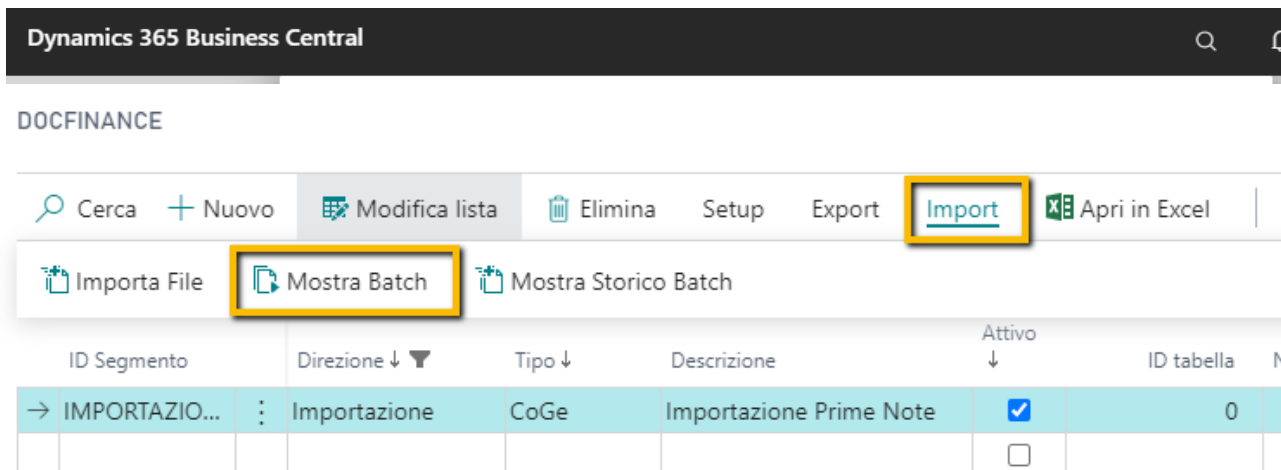 Dynamics 365 Business Central
DOCFINANCE
Cerca Nuovo Modifica lista Elimina Setup Export Import Apri in Excel
Importa File Mostra Batch Mostra Storico Batch
ID Segmento Direzione Tipo Descrizione Attivo ID tabella
IMPORTAZIO... Importazione CoGe Importazione Prime Note 0